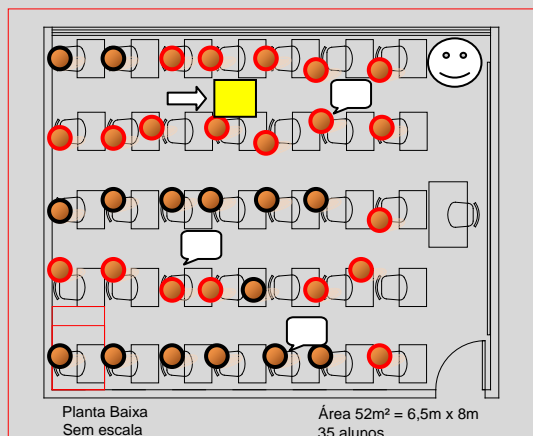 Planta Baixa
Sem escala
Área 52m² = 6,5m x 8m
35 alunos